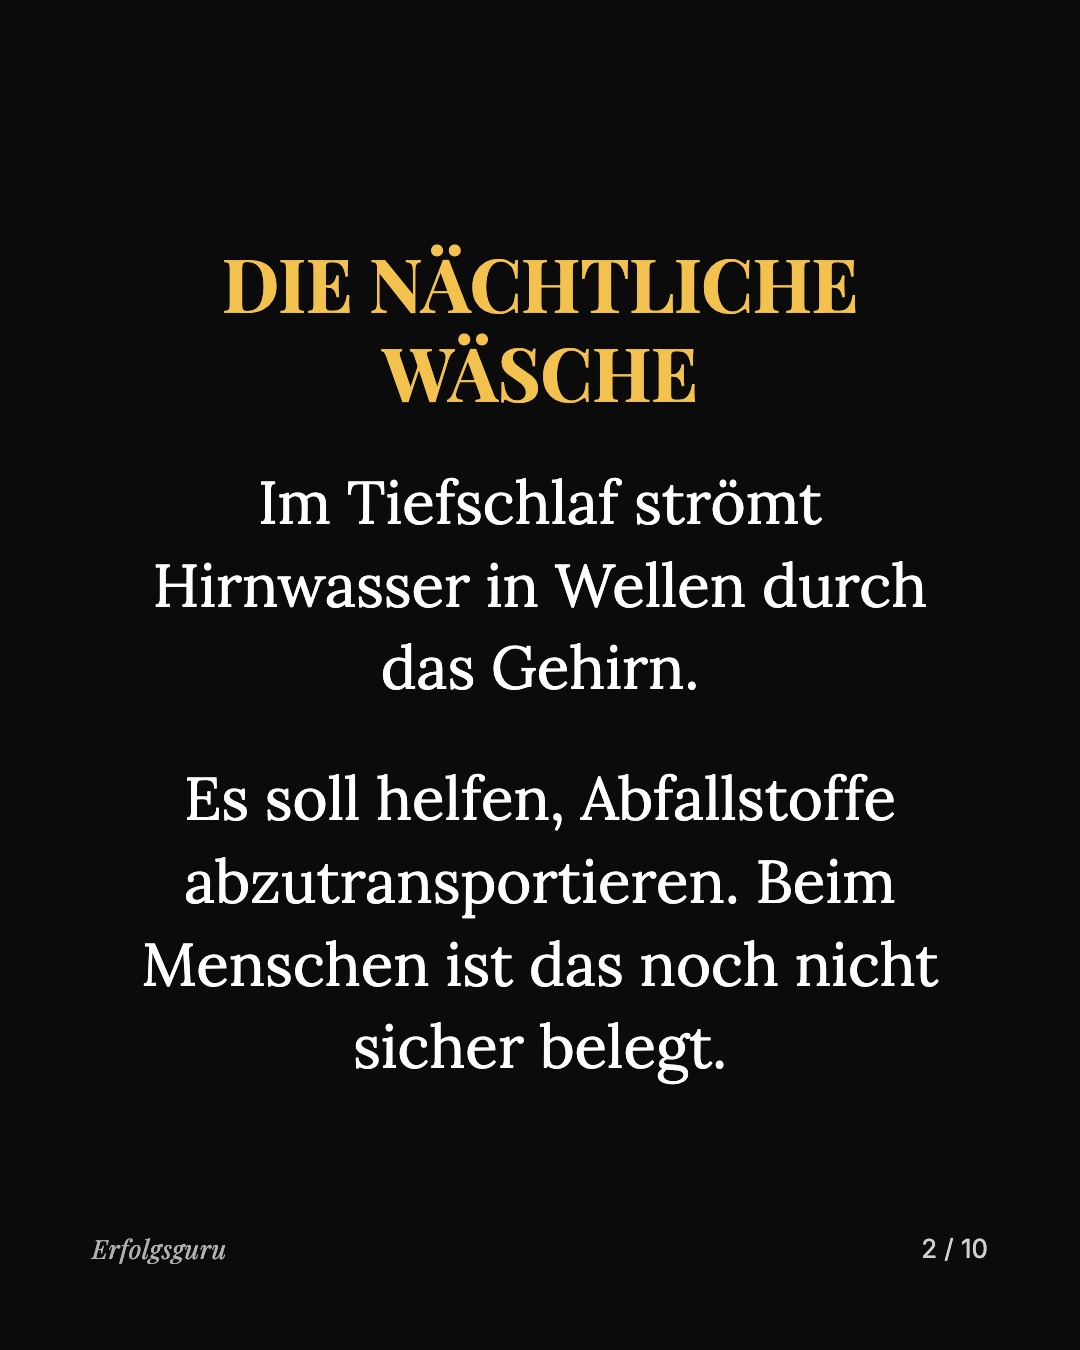 DIE NÄCHTLICHE
WÄSCHE
Im Tiefschlaf strömt
Hirnwasser in Wellen durch
das Gehirn.
Es soll helfen, Abfallstoffe
abzutransportieren. Beim
Menschen ist das noch nicht
sicher belegt.
Erfolgsguru
2 / 10